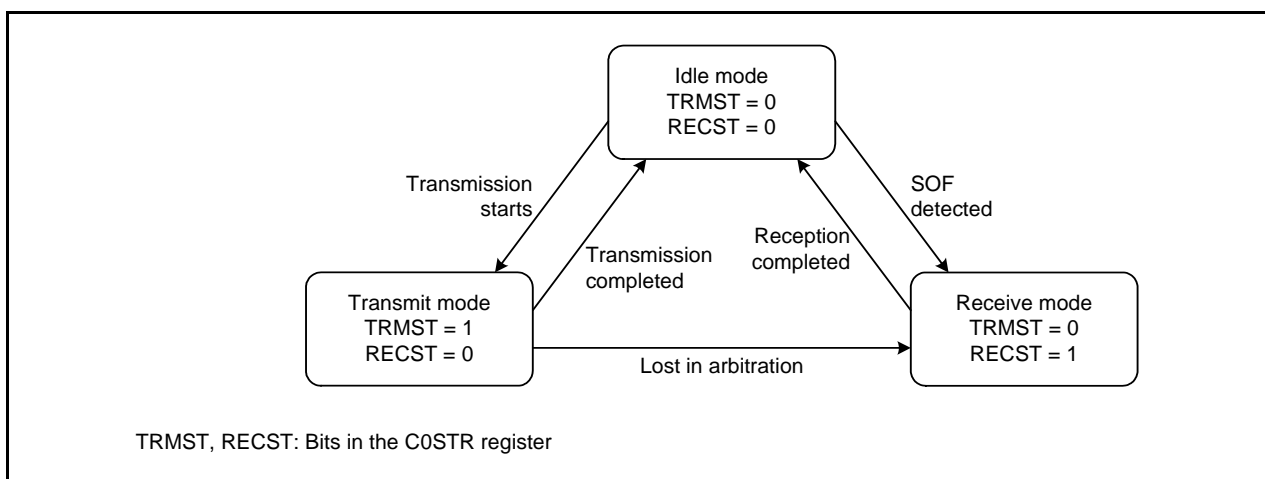 Idle mode
TRMST = 0
RECST = 0
Transmission
starts
SOF
detected
Transmission
completed
Reception
completed
Transmit mode
TRMST = 1
RECST = 0
Receive mode
TRMST = 0
RECST = 1
Lost in arbitration
TRMST, RECST: Bits in the C0STR register